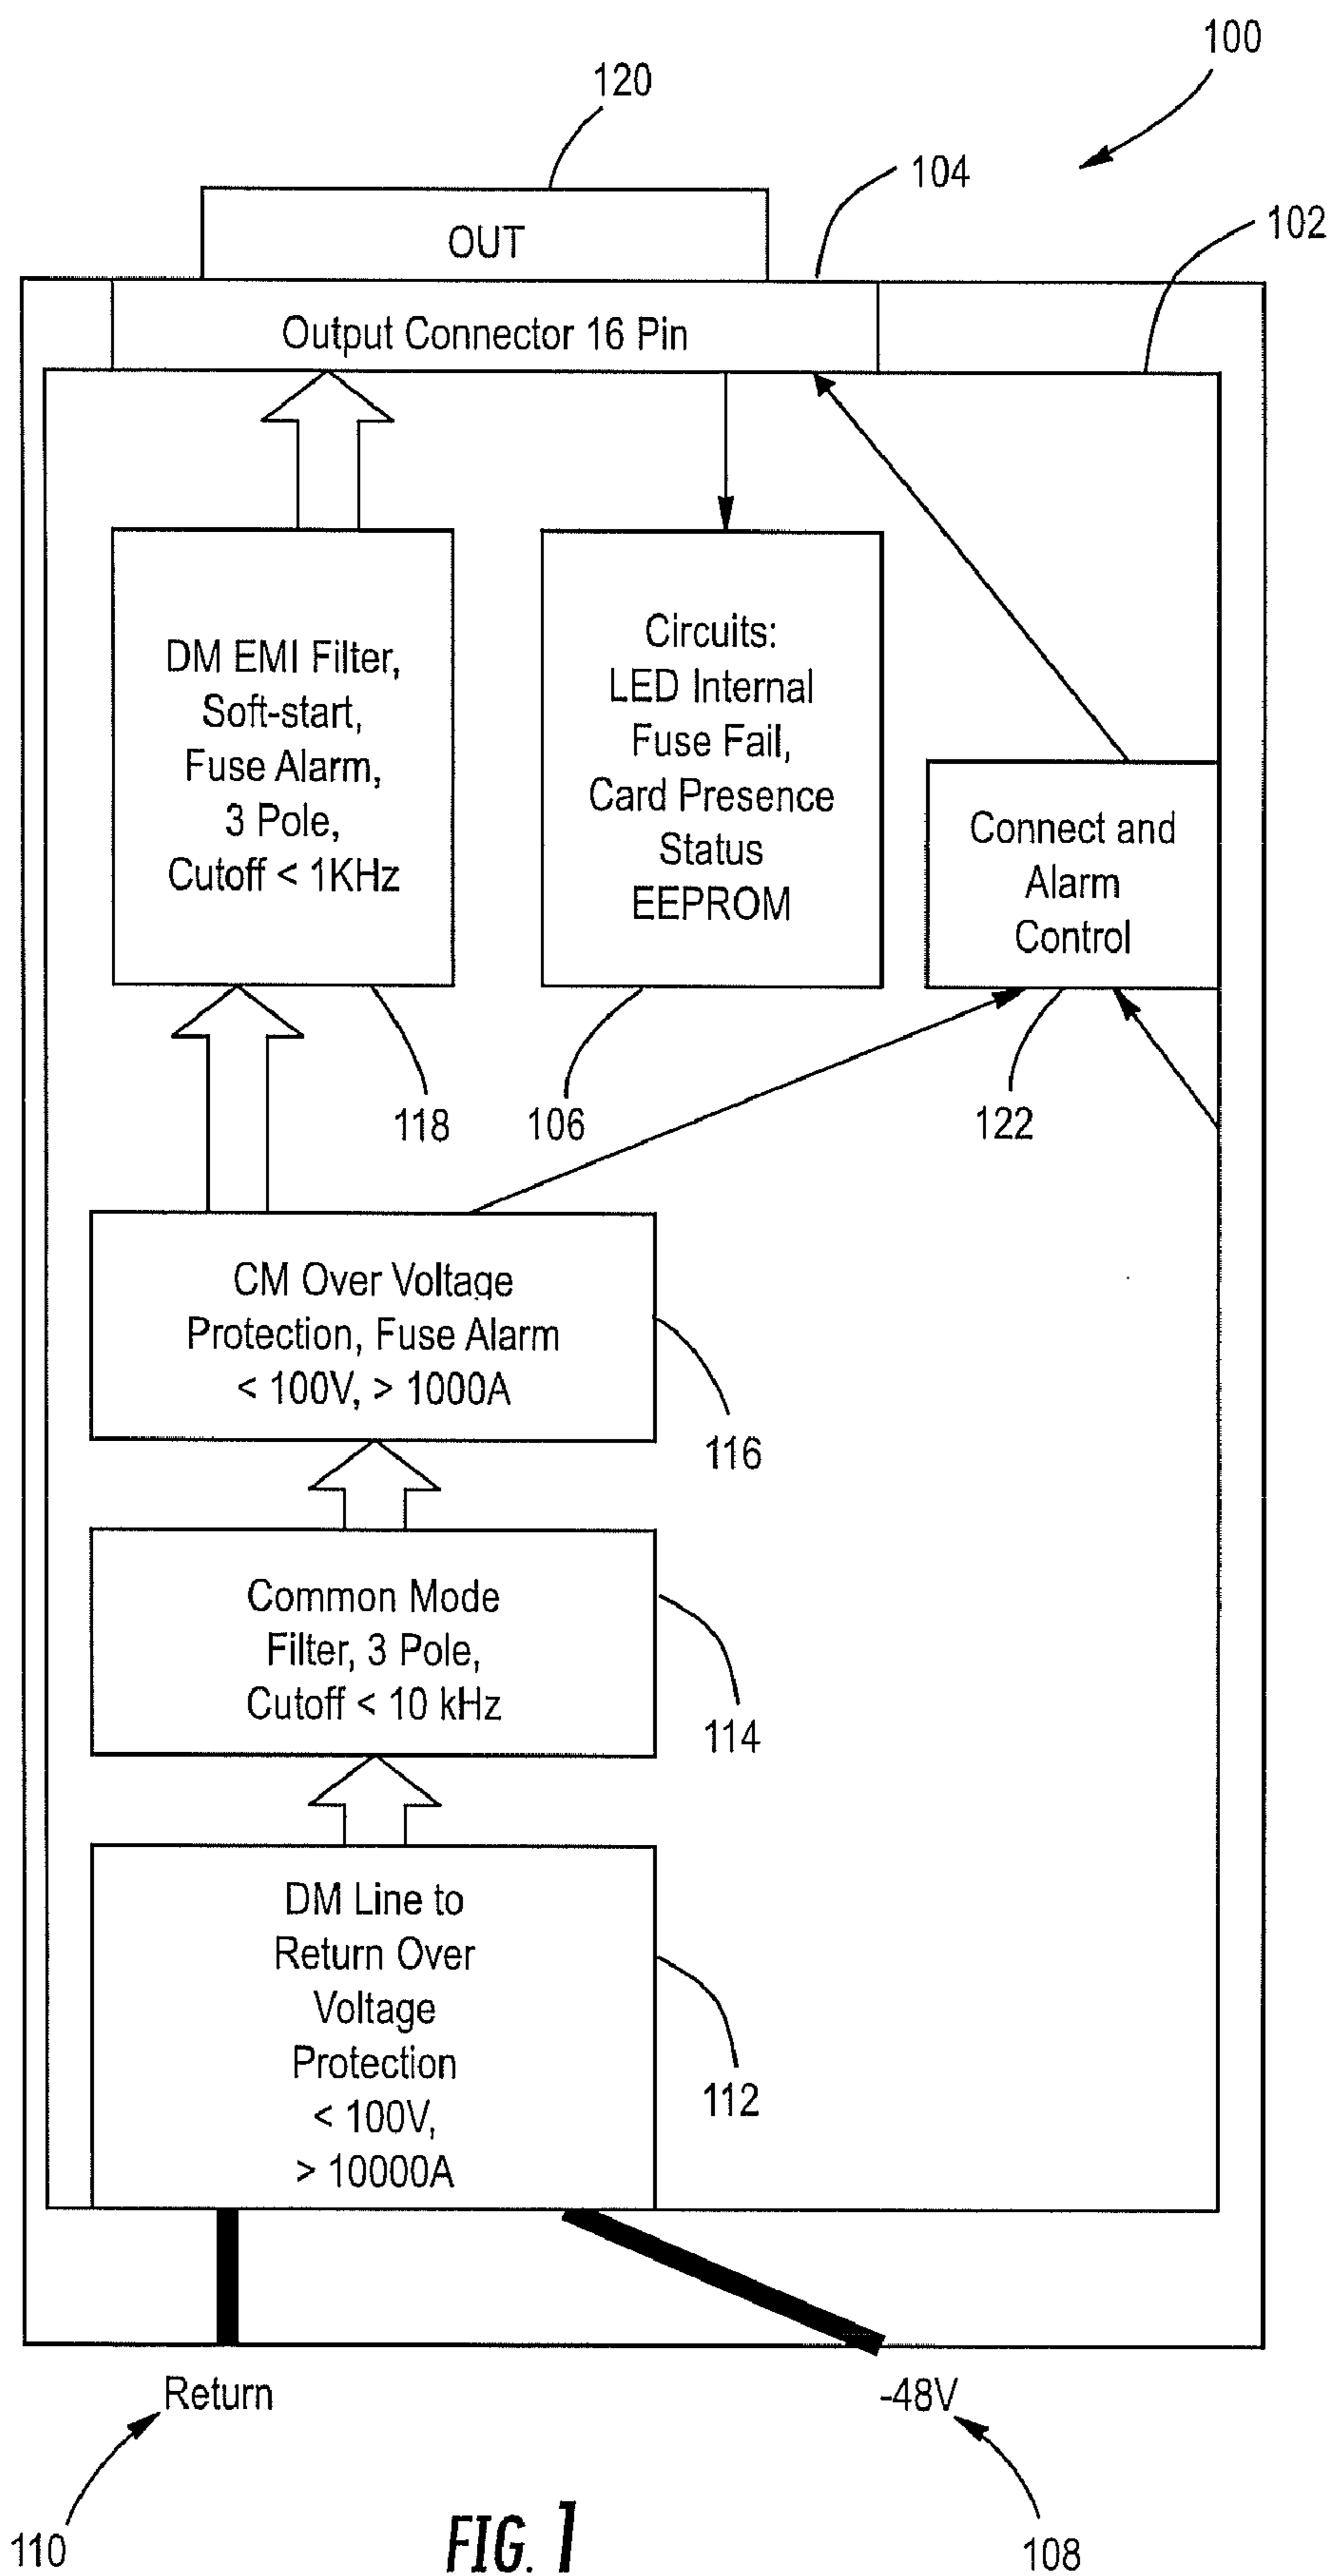 100
120
104
102
OUT
Output Connector 16 Pin
DM EMI Filter,
Soft-start,
Fuse Alarm,
3 Pole,
Cutoff < 1KHz
Circuits:
LED Internal
Fuse Fail,
Card Presence
Status
EEPROM
Connect and
Alarm
Control
118
106
122
CM Over Voltage
Protection, Fuse Alarm
< 100V, > 1000A
116
Common Mode
Filter, 3 Pole,
Cutoff < 10 kHz
114
DM Line to
Return Over
Voltage
Protection
< 100V,
> 10000A
112
Return
-48V
110
108
FIG. 1